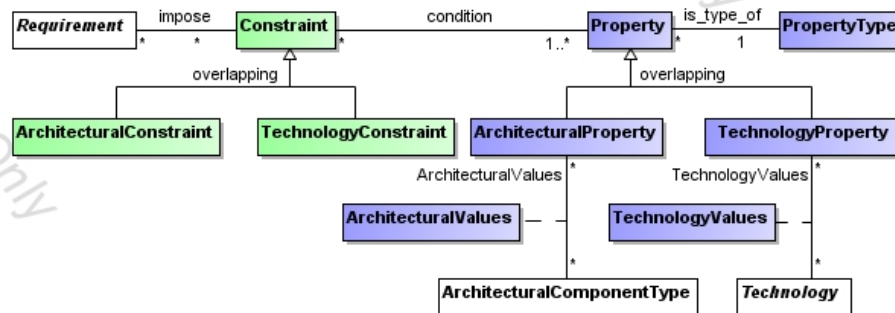 Requirement impose Constraint condition Property is_type_of PropertyType
* * * 1..* * 1
overlapping overlapping
ArchitecturalConstraint TechnologyConstraint ArchitecturalProperty TechnologyProperty
* *
ArchitecturalValues TechnologyValues
ArchitecturalValues TechnologyValues
* *
ArchitecturalComponentType Technology
Only